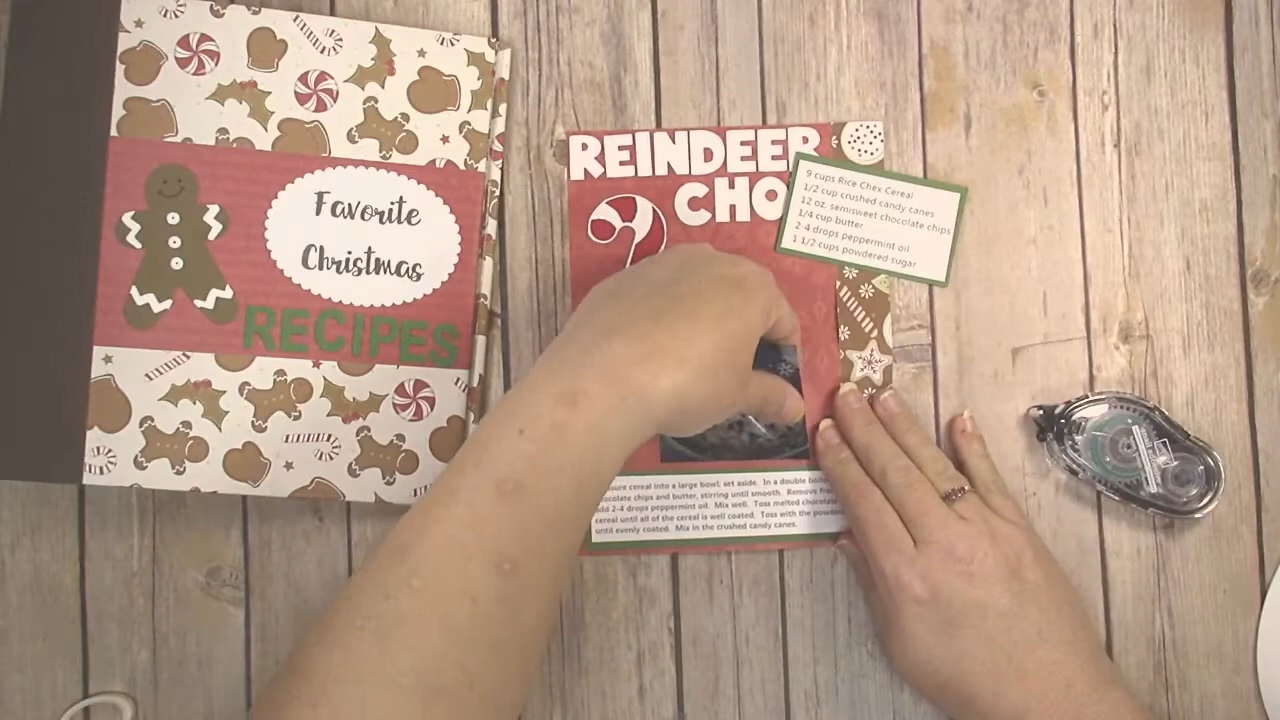 Favorite
Christmas
RECIPES
REINDEER
CHO
9 cups Rice Chex Cereal
1/2 cup crushed candy canes
12 oz. semisweet chocolate chips
1/4 cup butter
2-4 drops peppermint oil
1 1/2 cups powdered sugar
sure cereal into a large bowl; set aside. In a double boi
ocolate chips and butter, stirring until smooth. Remove fro
dd 2-4 drops peppermint oil. Mix well. Toss melted chocolat
cereal until all of the cereal is well coated. Toss with the powde
until evenly coated. Mix in the crushed candy canes.